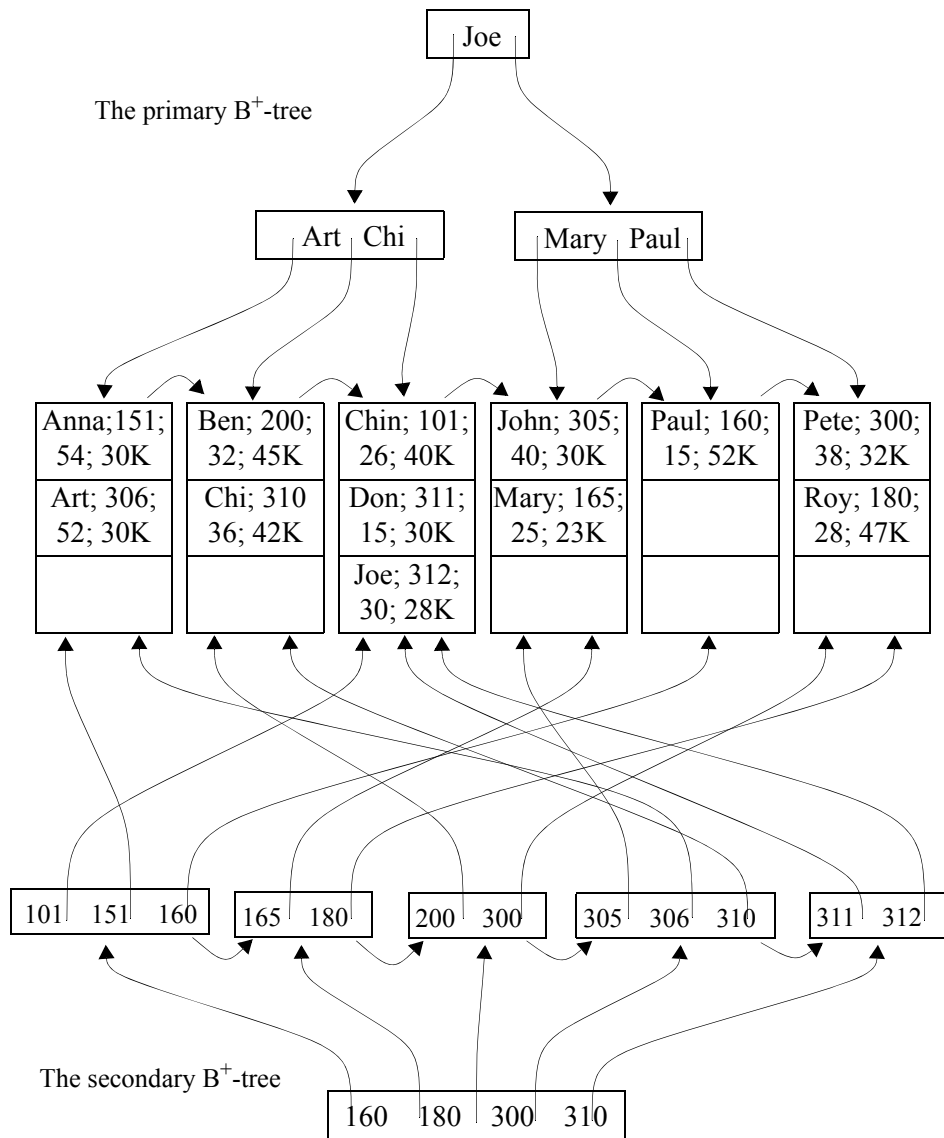 Joe
The primary B+-tree
Art Chi
Mary Paul
Anna;151;
54; 30K
Art; 306;
52; 30K
Ben; 200;
32; 45K
Chi; 310
36; 42K
Chin; 101;
26; 40K
Don; 311;
15; 30K
Joe; 312;
30; 28K
John; 305;
40; 30K
Mary; 165;
25; 23K
Paul; 160;
15; 52K
Pete; 300;
38; 32K
Roy; 180;
28; 47K
101 151 160
165 180
200 300
305 306 310
311 312
The secondary B+-tree
160 180 300 310